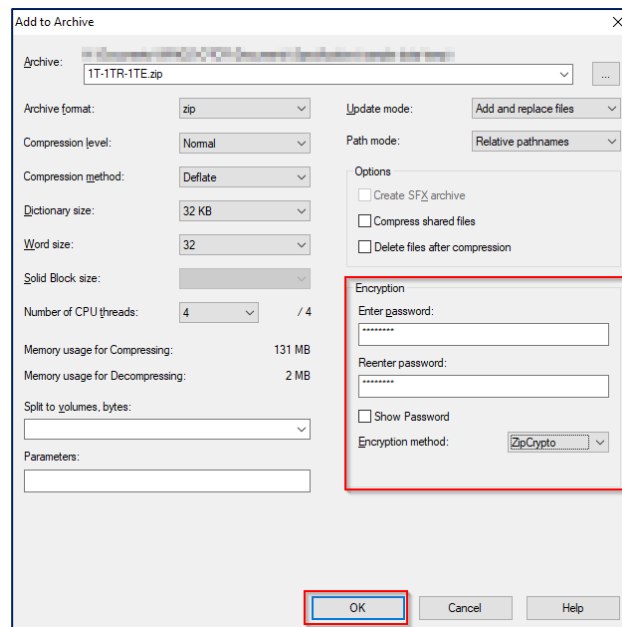 Add to Archive
Archive:
1T-1TR-1TE.zip
...
Archive format: zip
Compression level: Normal
Compression method: Deflate
Dictionary size: 32 KB
Word size: 32
Solid Block size:
Number of CPU threads: 4 / 4
Memory usage for Compressing: 131 MB
Memory usage for Decompressing: 2 MB
Split to volumes, bytes:
Parameters:
Update mode: Add and replace files
Path mode: Relative pathnames
Options
Create SFX archive
Compress shared files
Delete files after compression
Encryption
Enter password:
********
Reenter password:
********
Show Password
Encryption method: ZipCrypto
OK Cancel Help